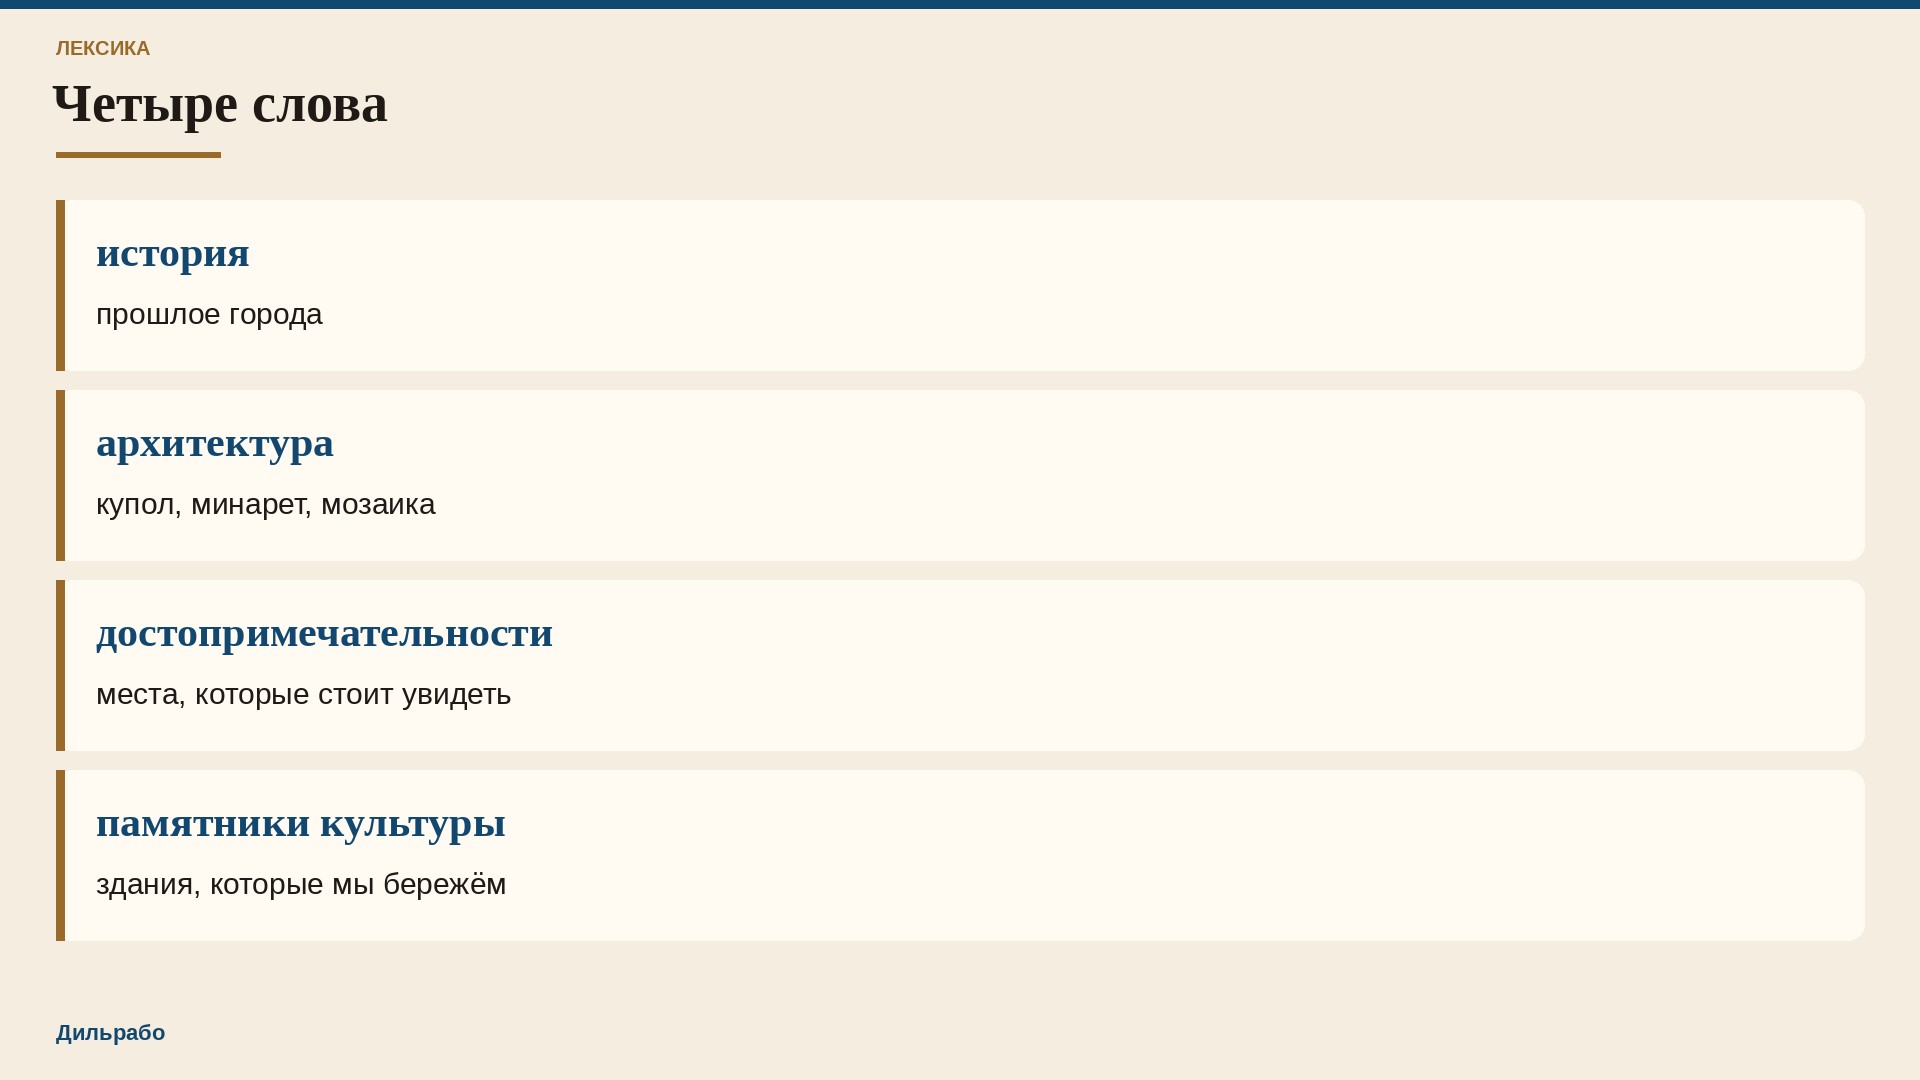 ЛЕКСИКА
Четыре слова
история
прошлое города
архитектура
купол, минарет, мозаика
достопримечательности
места, которые стоит увидеть
памятники культуры
здания, которые мы бережём
Дильрабо